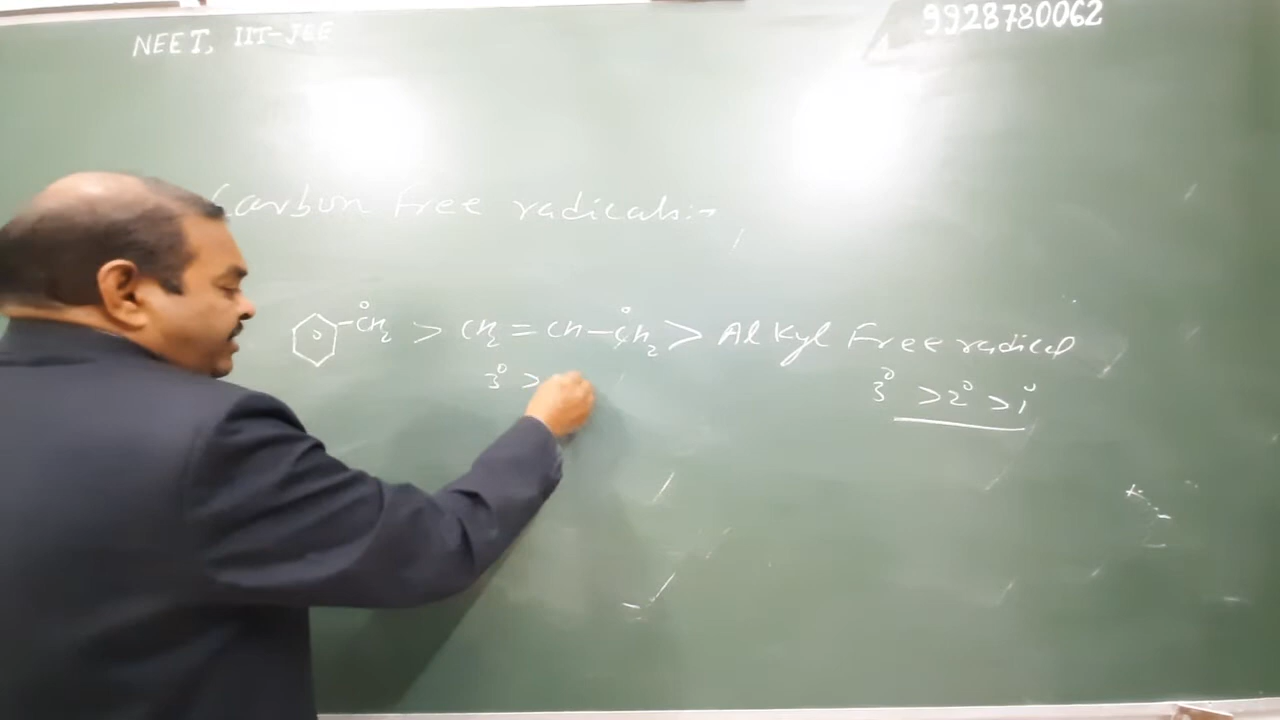 NEET, IIT-JEE
9928780062
Carbon Free radicals:→
ĊH₂ > CH₂ = CH – ĊH₂ > Alkyl Free radical
3° > 3° > 2° > 1°